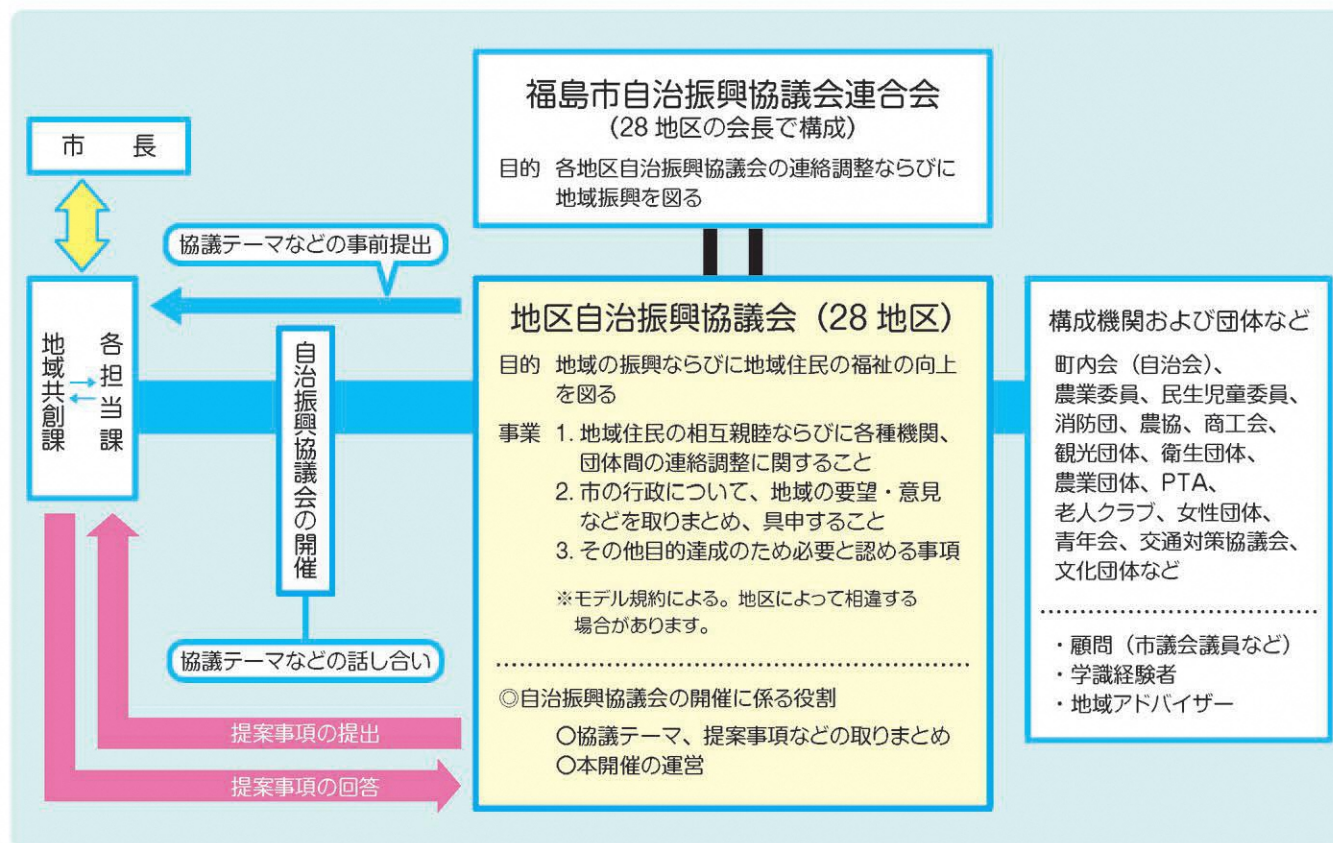 福島市自治振興協議会連合会
(28 地区の会長で構成)
目的 各地区自治振興協議会の連絡調整ならびに
地域振興を図る
市 長
協議テーマなどの事前提出
各担当課
地域共創課
自治振興協議会の開催
協議テーマなどの話し合い
提案事項の提出
提案事項の回答
地区自治振興協議会(28 地区)
目的 地域の振興ならびに地域住民の福祉の向上
を図る
事業 1. 地域住民の相互親睦ならびに各種機関、
団体間の連絡調整に関すること
2. 市の行政について、地域の要望・意見
などを取りまとめ、具申すること
3. その他目的達成のため必要と認める事項
※モデル規約による。地区によって相違する
場合があります。
◎自治振興協議会の開催に係る役割
○協議テーマ、提案事項などの取りまとめ
○本開催の運営
構成機関および団体など
町内会(自治会)、
農業委員、民生児童委員、
消防団、農協、商工会、
観光団体、衛生団体、
農業団体、PTA、
老人クラブ、女性団体、
青年会、交通対策協議会、
文化団体など
・顧問(市議会議員など)
・学識経験者
・地域アドバイザー